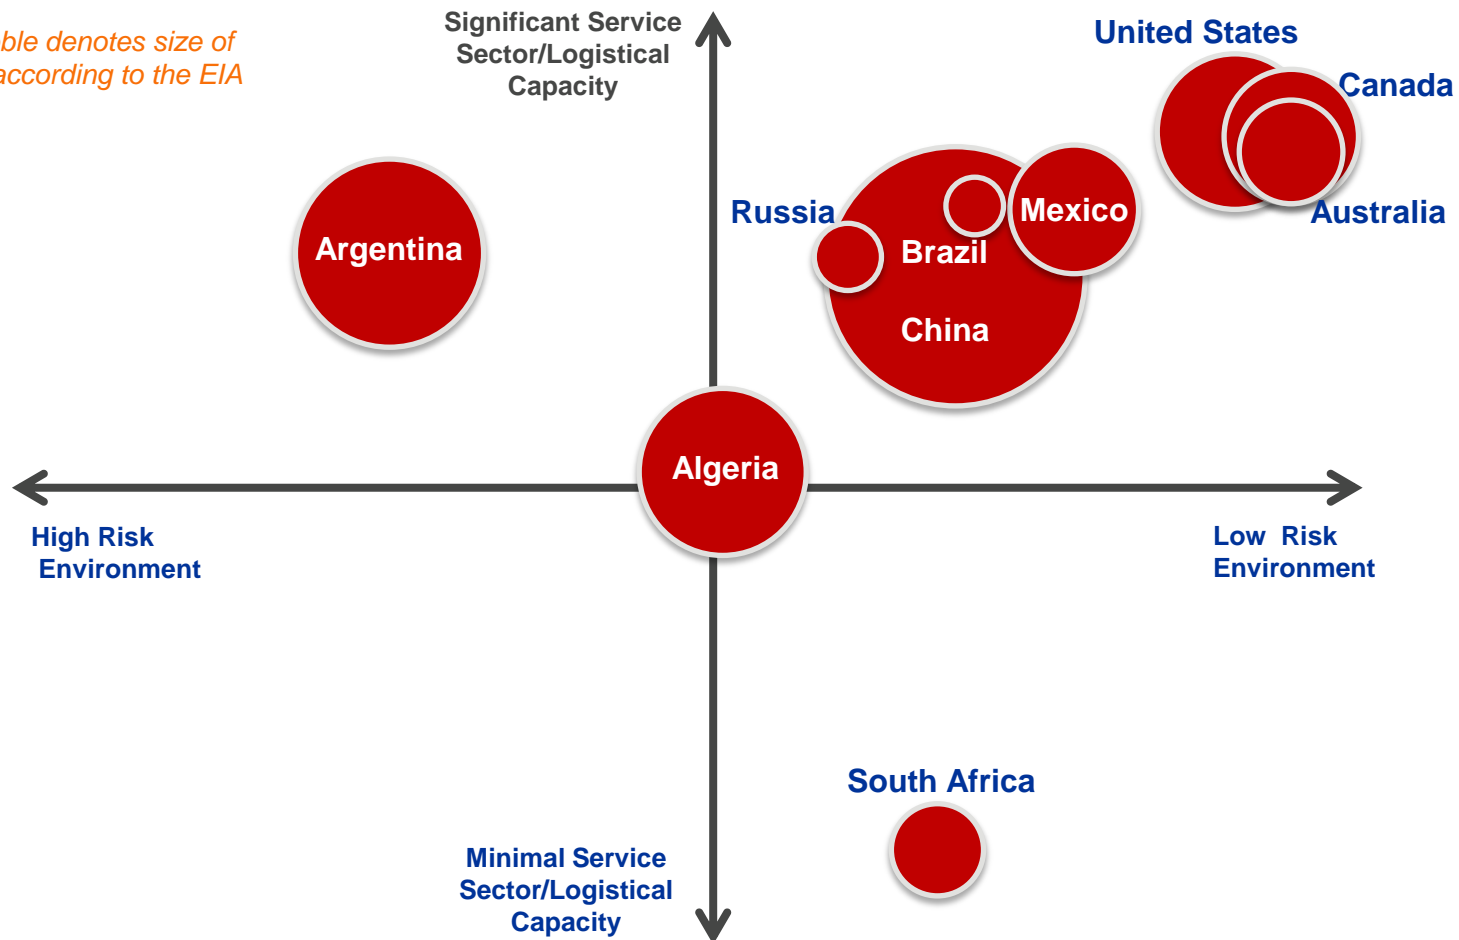 denotes size of
according to the EIA
Significant Service
Sector/Logistical
Capacity
United States
Canada
Russia
Mexico
Australia
Argentina
Brazil
China
Algeria
High Risk
Environment
Low Risk
Environment
South Africa
Minimal Service
Sector/Logistical
Capacity